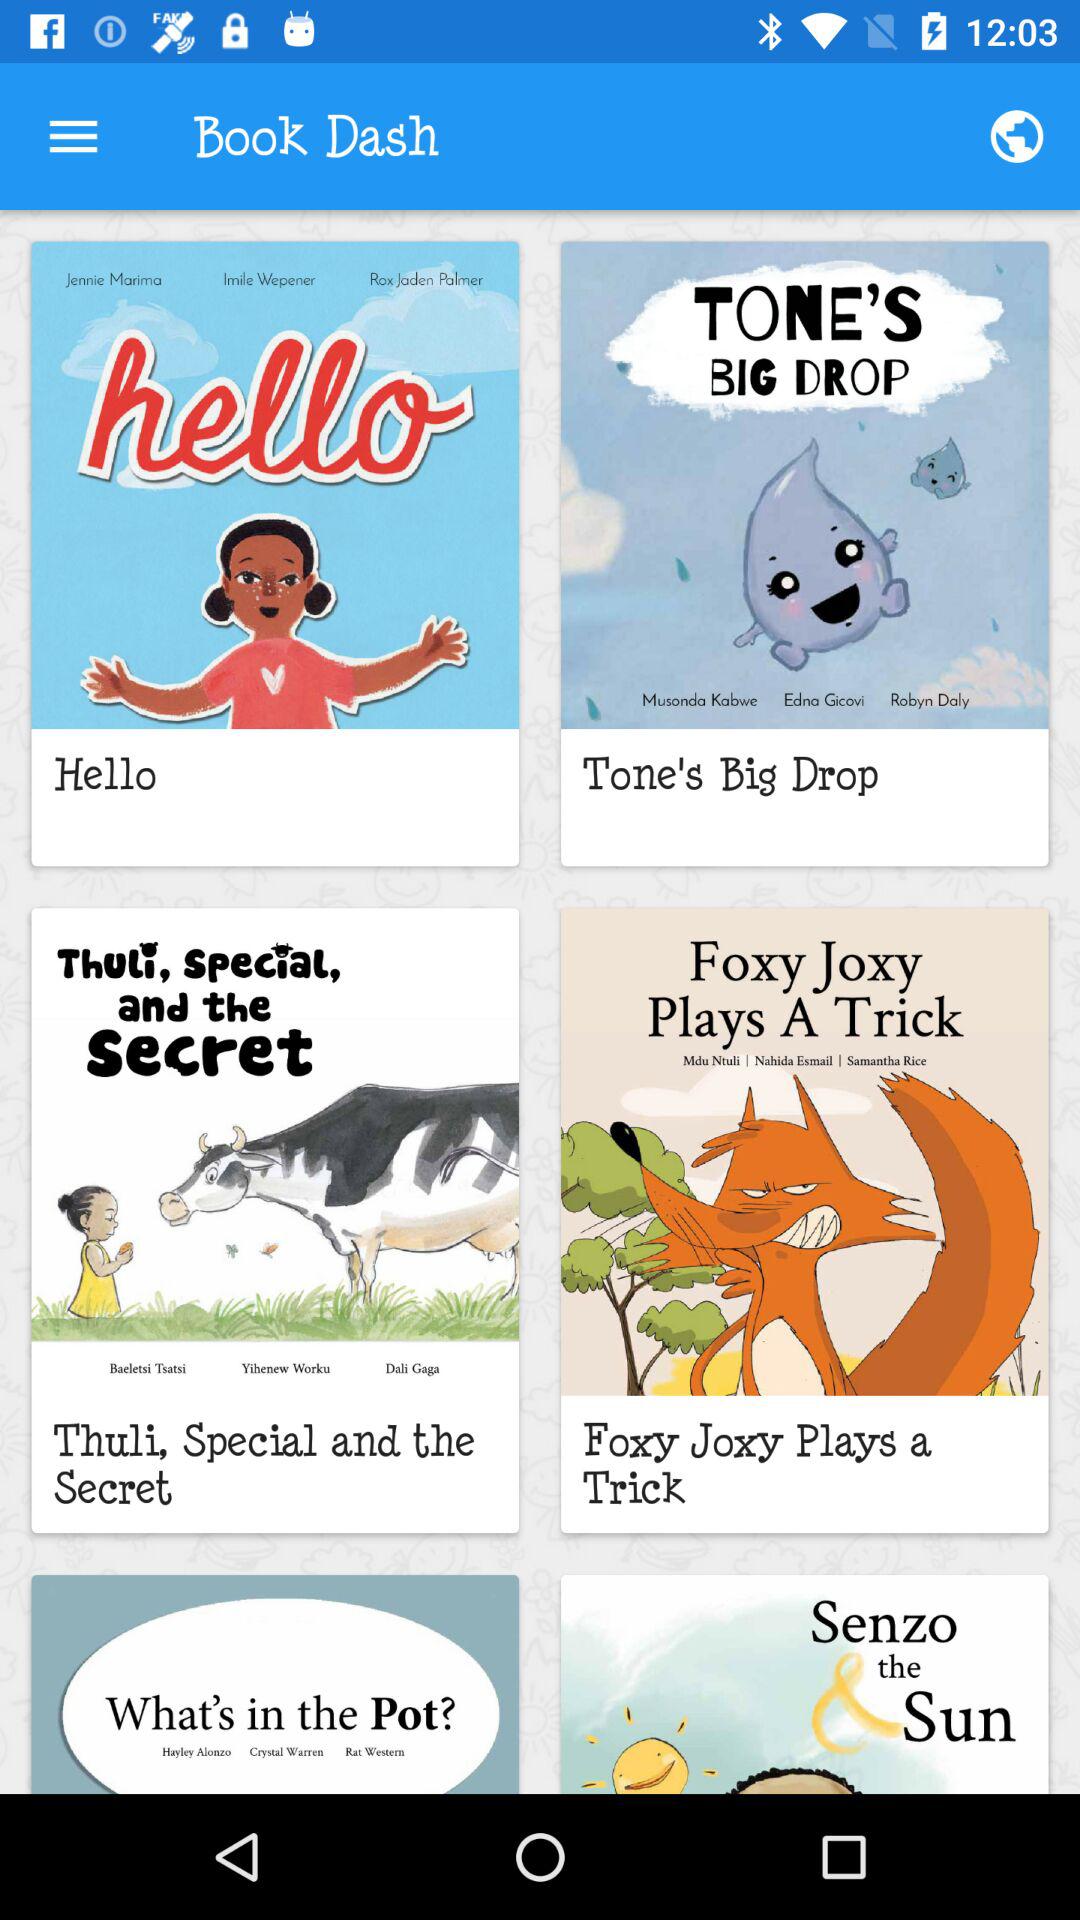 FAKE
12:03
Book Dash
Jennie Marima Imile Wepener Rox Jaden Palmer
hello
Hello
TONE'S
BIG DROP
Musonda Kabwe Edna Gicovi Robyn Daly
Tone's Big Drop
Thuli, Special,
and the
Secret
Baeletsi Tsatsi Yihenew Worku Dali Gaga
Thuli, Special and the
Secret
Foxy Joxy
Plays A Trick
Mdu Ntuli | Nahida Esmail | Samantha Rice
Foxy Joxy Plays a
Trick
What's in the Pot?
Hayley Alonzo Crystal Warren Rat Western
Senzo
the
& Sun